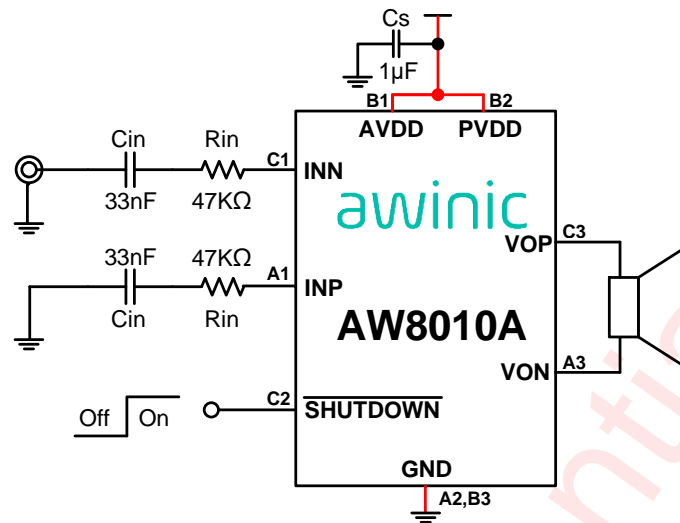 Cs
1µF
B1
B2
AVDD
PVDD
Cin
Rin
C1
INN
33nF
47KΩ
awinic
C3
VOP
33nF
47KΩ
A1
INP
Cin
Rin
AW8010A
VON
A3
C2
Off
On
SHUTDOWN
GND
A2,B3